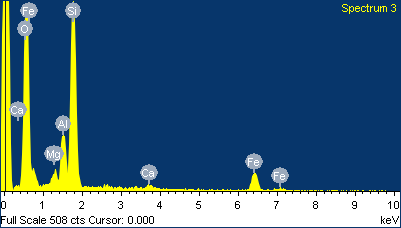 Spectrum 3
Fe Si
O
Ca
Al
Mg Fe
Ca Fe
0 1 2 3 4 5 6 7 8 9 10
Full Scale 508 cts Cursor: 0.000 keV